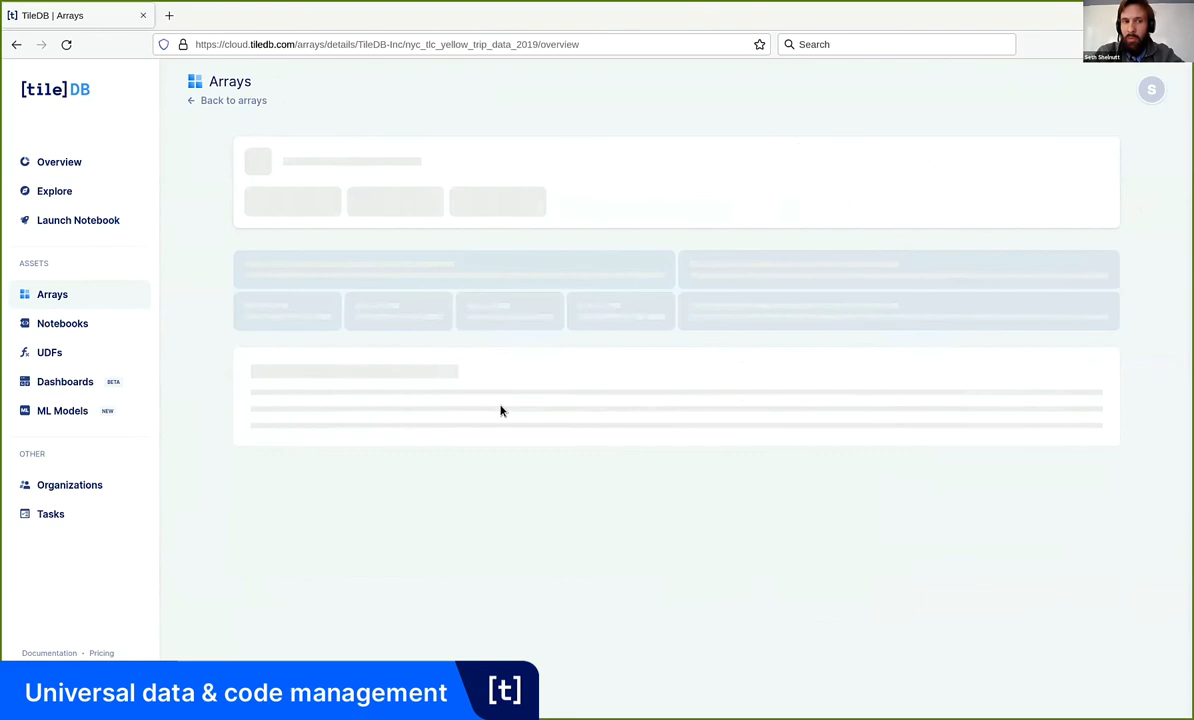 [t] TileDB | Arrays
https://cloud.tiledb.com/arrays/details/TileDB-Inc/nyc_tlc_yellow_trip_data_2019/overview
Search
Seth Shelnutt
[tile]DB
Arrays
Back to arrays
S
Overview
Explore
Launch Notebook
ASSETS
Arrays
Notebooks
UDFs
Dashboards BETA
ML Models NEW
OTHER
Organizations
Tasks
Documentation • Pricing
Universal data & code management [t]